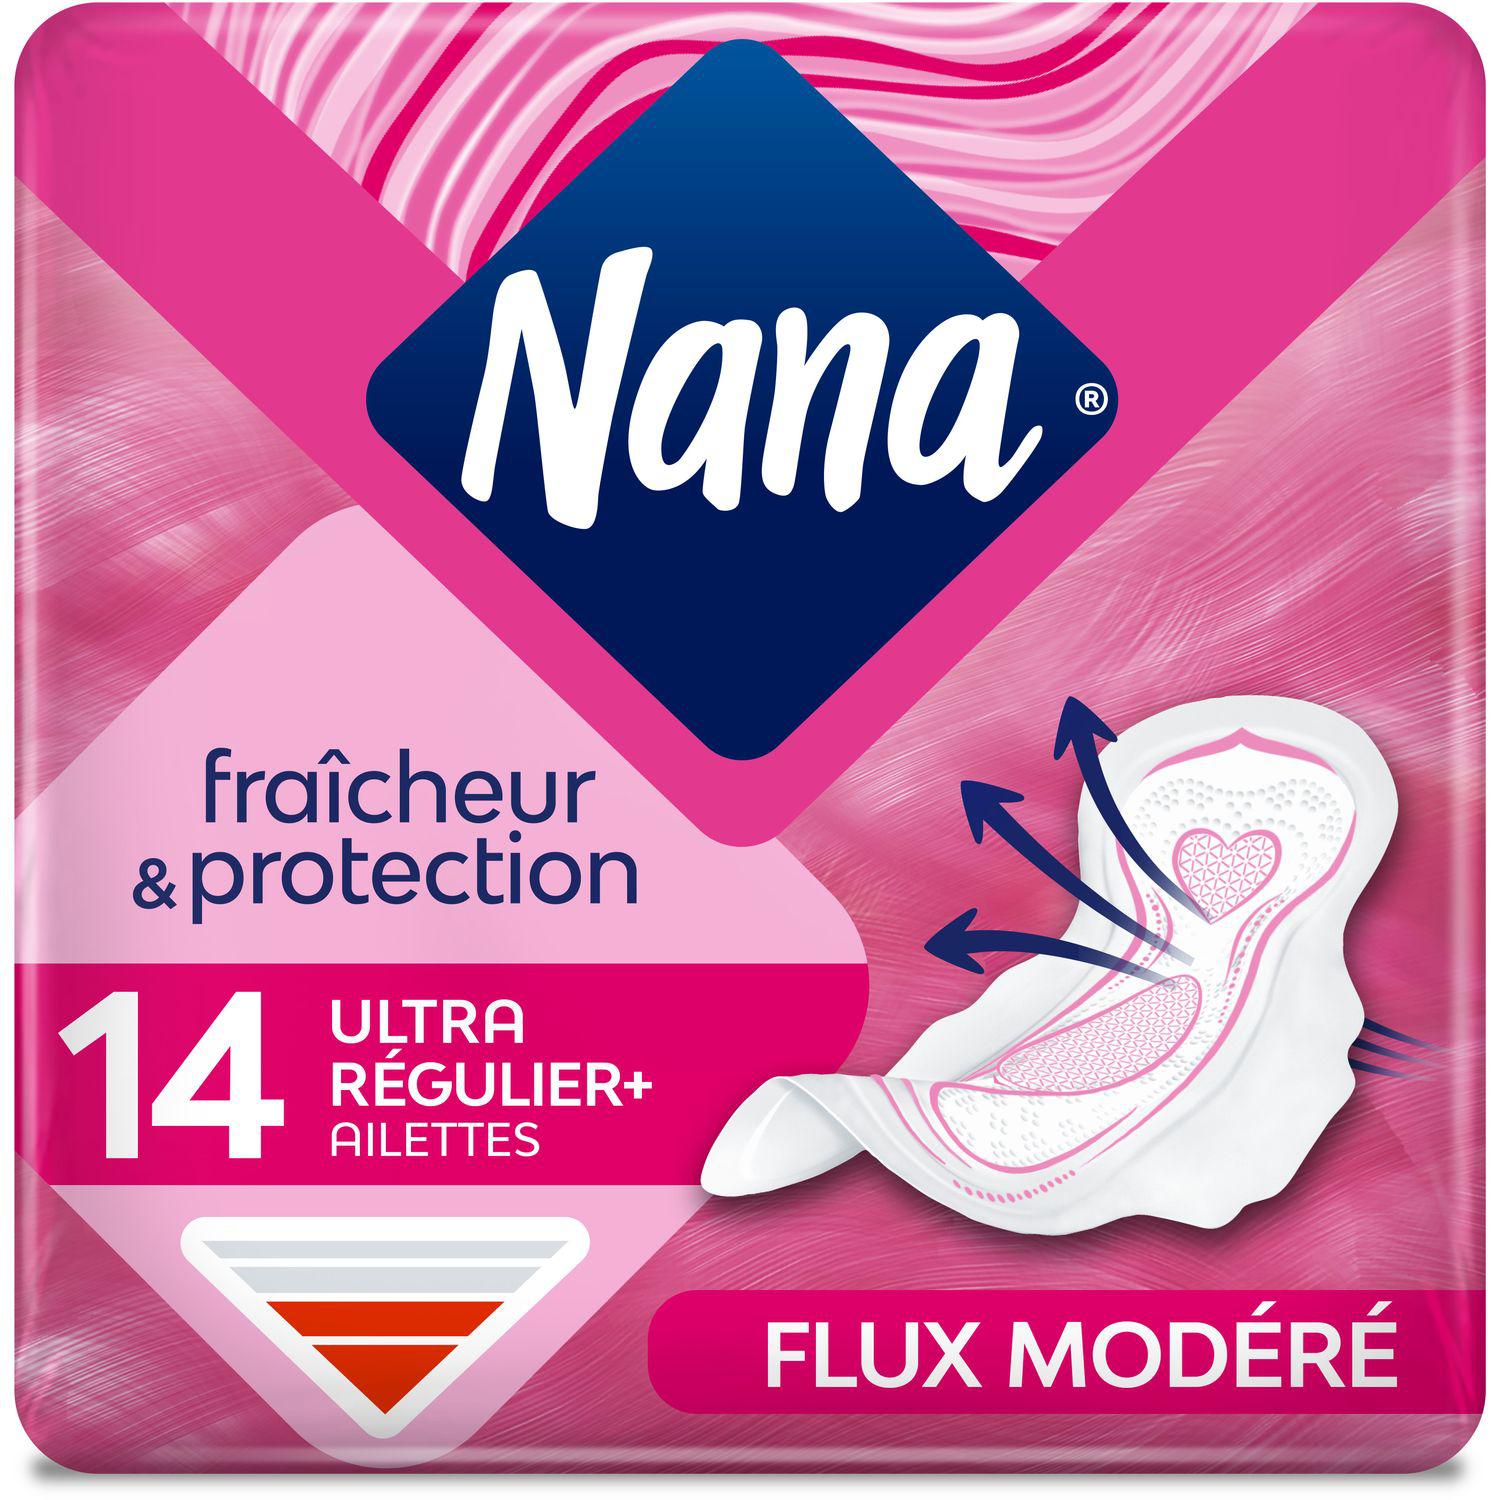 Nana®
fraîcheur
& protection
14
ULTRA
RÉGULIER+
AILETTES
FLUX MODÉRÉ